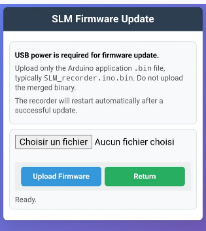 SLM Firmware Update
USB power is required for firmware update.
Upload only the Arduino application .bin file,
typically SLM_recorder.ino.bin. Do not upload
the merged binary.
The recorder will restart automatically after a
successful update.
Choisir un fichier Aucun fichier choisi
Upload Firmware Return
Ready.